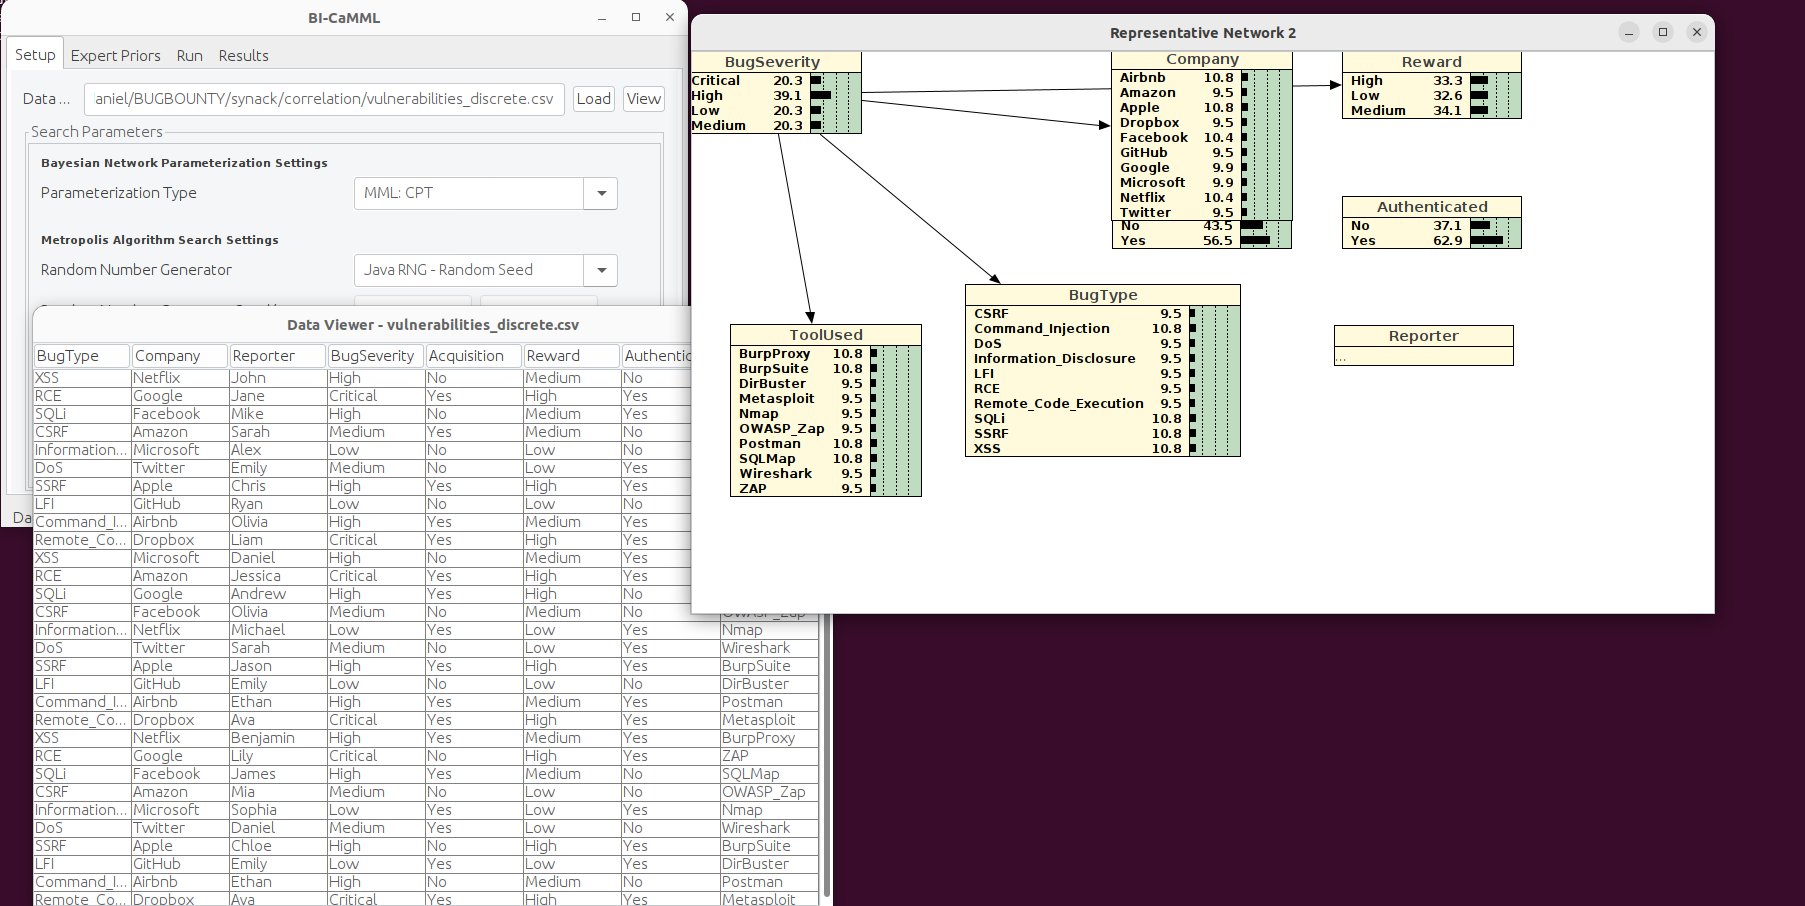 BI-CaMML
Setup Expert Priors Run Results
Data ... aniel/BUGBOUNTY/synack/correlation/vulnerabilities_discrete.csv Load View
Search Parameters
Bayesian Network Parameterization Settings
Parameterization Type MML: CPT
Metropolis Algorithm Search Settings
Random Number Generator Java RNG - Random Seed
Da
Data Viewer - vulnerabilities_discrete.csv
BugType Company Reporter BugSeverity Acquisition Reward Authentic
XSS Netflix John High No Medium No
RCE Google Jane Critical Yes High Yes
SQLi Facebook Mike High No Medium Yes
CSRF Amazon Sarah Medium Yes Medium No
Information... Microsoft Alex Low No Low No
DoS Twitter Emily Medium No Low Yes
SSRF Apple Chris High Yes High Yes
LFI GitHub Ryan Low No Low No
Command_I... Airbnb Olivia High Yes Medium Yes
Remote_Co... Dropbox Liam Critical Yes High Yes
XSS Microsoft Daniel High No Medium Yes
RCE Amazon Jessica Critical Yes High Yes
SQLi Google Andrew High Yes High No
CSRF Facebook Olivia Medium No Medium Yes OWASP_Zap
Information... Netflix Michael Low Yes Low Yes Nmap
DoS Twitter Sarah Medium No Low Yes Wireshark
SSRF Apple Jason High Yes High Yes BurpSuite
LFI GitHub Emily Low No Low No DirBuster
Command_I... Airbnb Ethan High Yes Medium Yes Postman
Remote_Co... Dropbox Ava Critical Yes High Yes Metasploit
XSS Netflix Benjamin High Yes Medium Yes BurpProxy
RCE Google Lily Critical No High Yes ZAP
SQLi Facebook James High Yes Medium No SQLMap
CSRF Amazon Mia Medium No Low No OWASP_Zap
Information... Microsoft Sophia Low Yes Low Yes Nmap
DoS Twitter Daniel Medium Yes Low No Wireshark
SSRF Apple Chloe High No High Yes BurpSuite
LFI GitHub Emily Low Yes Low Yes DirBuster
Command_I... Airbnb Ethan High No Medium No Postman
Remote_Co... Dropbox Ava Critical Yes High Yes Metasploit
Representative Network 2
BugSeverity
Critical 20.3
High 39.1
Low 20.3
Medium 20.3
Company
Airbnb 10.8
Amazon 9.5
Apple 10.8
Dropbox 9.5
Facebook 10.4
GitHub 9.5
Google 9.9
Microsoft 9.9
Netflix 10.4
Twitter 9.5
No 43.5
Yes 56.5
Reward
High 33.3
Low 32.6
Medium 34.1
Authenticated
No 37.1
Yes 62.9
ToolUsed
BurpProxy 10.8
BurpSuite 10.8
DirBuster 9.5
Metasploit 9.5
Nmap 9.5
OWASP_Zap 9.5
Postman 10.8
SQLMap 10.8
Wireshark 9.5
ZAP 9.5
BugType
CSRF 9.5
Command_Injection 10.8
DoS 9.5
Information_Disclosure 9.5
LFI 9.5
RCE 9.5
Remote_Code_Execution 9.5
SQLi 10.8
SSRF 10.8
XSS 10.8
Reporter
...